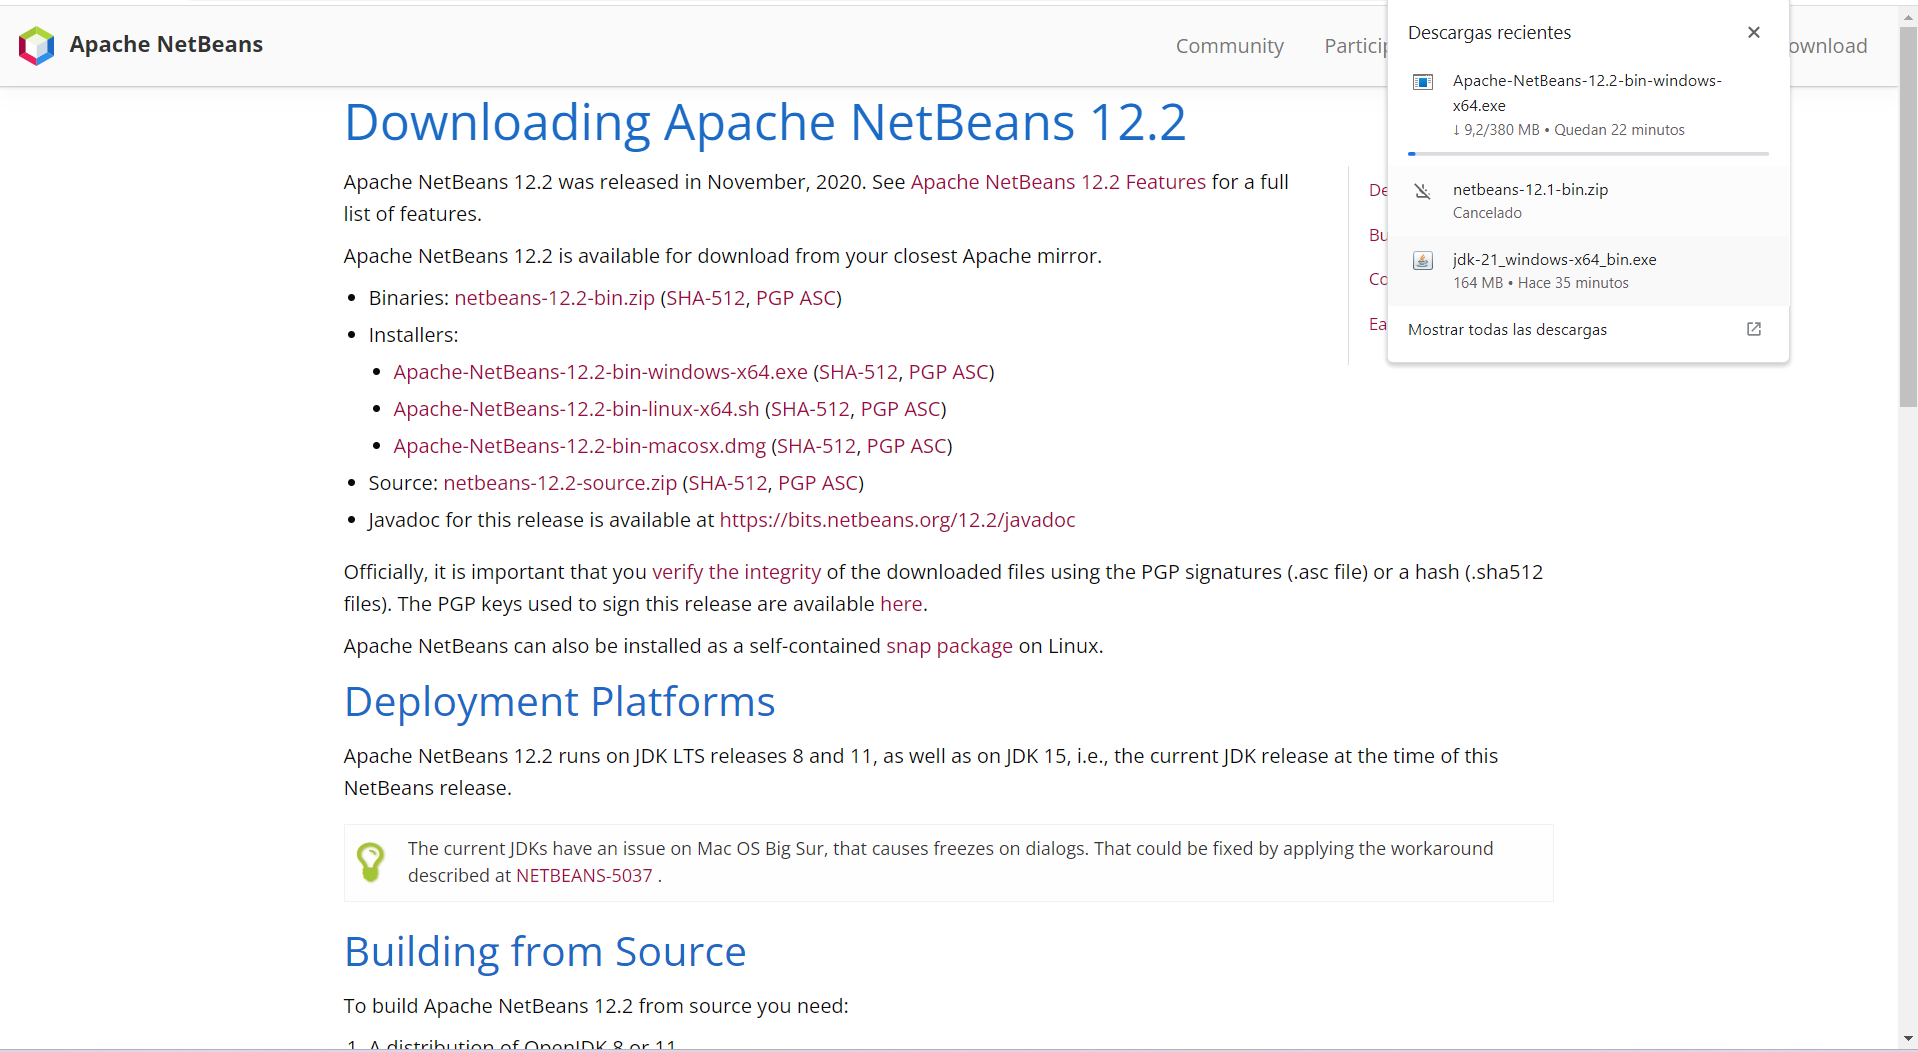 Apache NetBeans
Community
Downloading Apache NetBeans 12.2
Apache NetBeans 12.2 was released in November, 2020. See Apache NetBeans 12.2 Features for a full
list of features.
Apache NetBeans 12.2 is available for download from your closest Apache mirror.
• Binaries: netbeans-12.2-bin.zip (SHA-512, PGP ASC)
• Installers:
• Apache-NetBeans-12.2-bin-windows-x64.exe (SHA-512, PGP ASC)
• Apache-NetBeans-12.2-bin-linux-x64.sh (SHA-512, PGP ASC)
• Apache-NetBeans-12.2-bin-macosx.dmg (SHA-512, PGP ASC)
• Source: netbeans-12.2-source.zip (SHA-512, PGP ASC)
• Javadoc for this release is available at https://bits.netbeans.org/12.2/javadoc
Officially, it is important that you verify the integrity of the downloaded files using the PGP signatures (.asc file) or a hash (.sha512
files). The PGP keys used to sign this release are available here.
Apache NetBeans can also be installed as a self-contained snap package on Linux.
Deployment Platforms
Apache NetBeans 12.2 runs on JDK LTS releases 8 and 11, as well as on JDK 15, i.e., the current JDK release at the time of this
NetBeans release.
The current JDKs have an issue on Mac OS Big Sur, that causes freezes on dialogs. That could be fixed by applying the workaround
described at NETBEANS-5037 .
Building from Source
To build Apache NetBeans 12.2 from source you need:
1. A distribution of OpenJDK 8 or 11.
Descargas recientes
Apache-NetBeans-12.2-bin-windows-
x64.exe
↓ 9,2/380 MB • Quedan 22 minutos
netbeans-12.1-bin.zip
Cancelado
jdk-21_windows-x64_bin.exe
164 MB • Hace 35 minutos
Mostrar todas las descargas